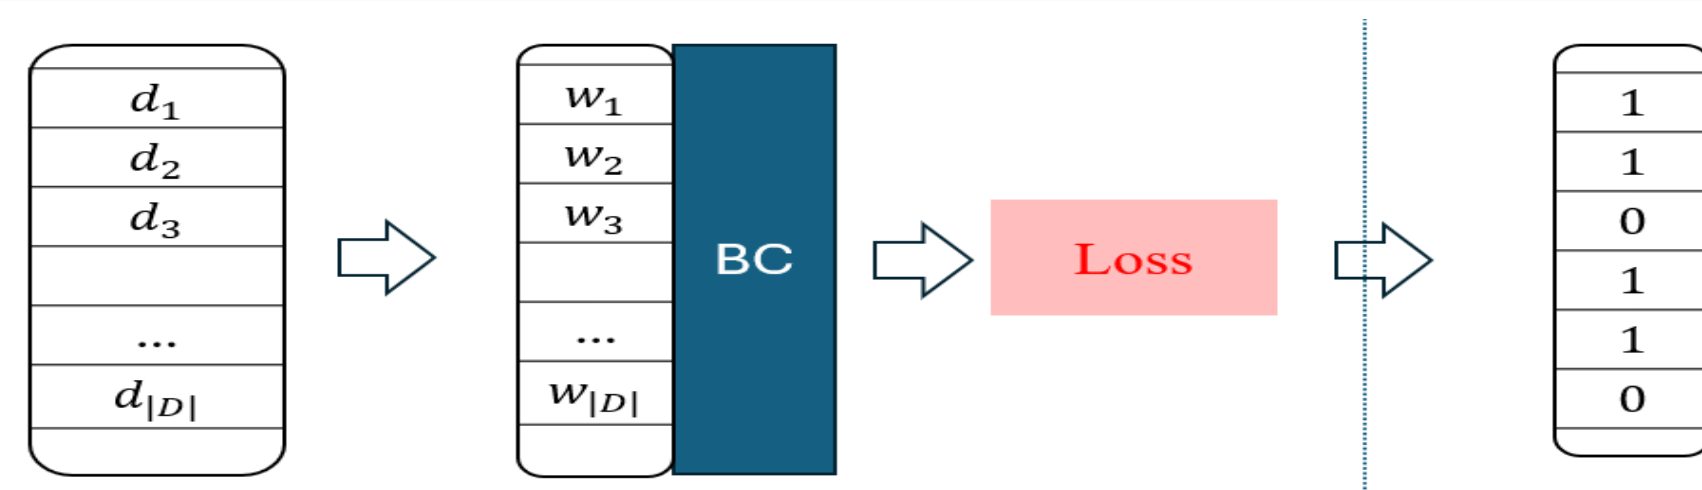 d₁
d₂
d₃
...
d|D|
w₁
w₂
w₃
...
w|D|
BC
Loss
1
1
0
1
1
0